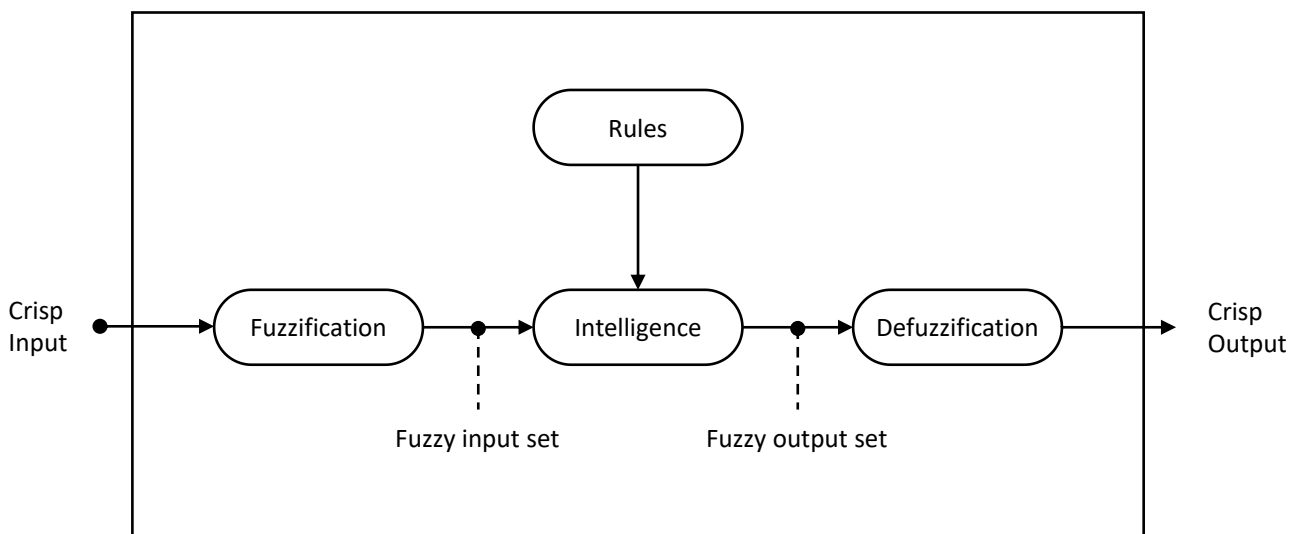 Rules
Crisp
Input
Fuzzification
Intelligence
Defuzzification
Crisp
Output
Fuzzy input set
Fuzzy output set